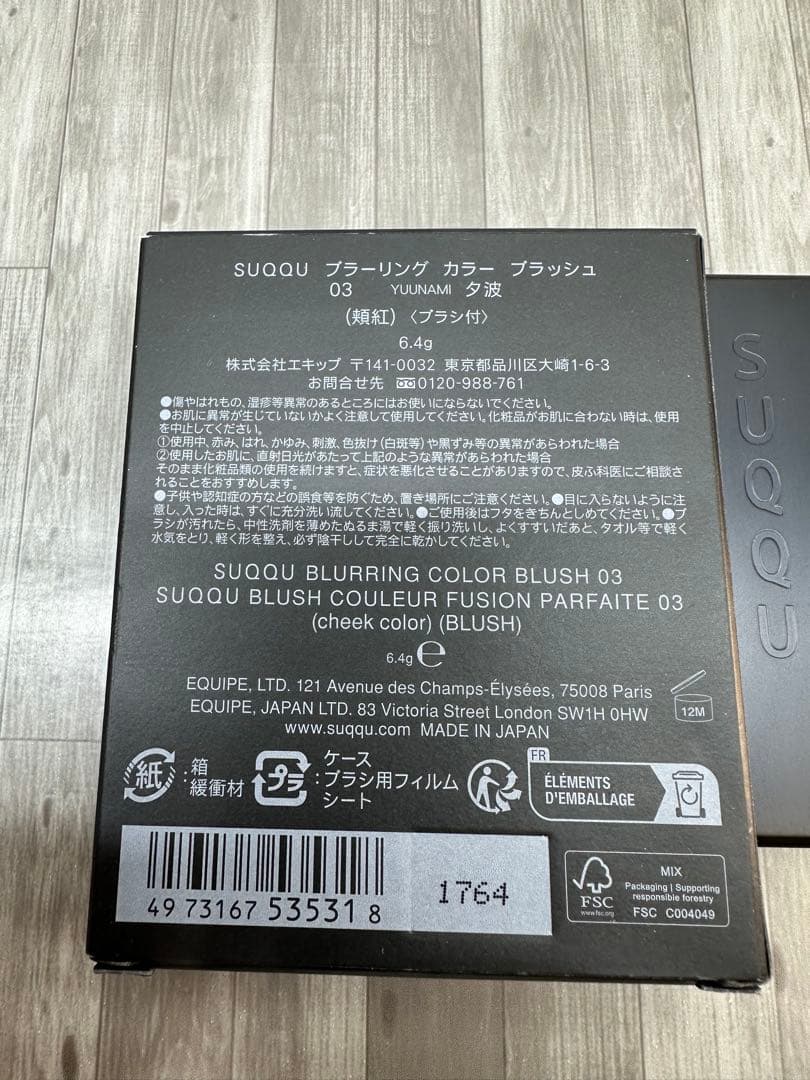 SUQQU ブラーリング カラー ブラッシュ
03 YUUNAMI 夕波
(頬紅)〈ブラシ付〉
6.4g
株式会社エキップ 〒141-0032 東京都品川区大崎1-6-3
お問合せ先 0120-988-761
●傷やはれもの、湿疹等異常のあるところにはお使いにならないでください。
●お肌に異常が生じていないかよく注意して使用してください。化粧品がお肌に合わない時は、使用
を中止してください。
①使用中、赤み、はれ、かゆみ、刺激、色抜け(白斑等)や黒ずみ等の異常があらわれた場合
②使用したお肌に、直射日光があたって上記のような異常があらわれた場合
そのまま化粧品類の使用を続けますと、症状を悪化させることがありますので、皮ふ科医にご相談さ
れることをおすすめします。
●子供や認知症の方などの誤食等を防ぐため、置き場所にご注意ください。●目に入らないように注
意し、入った時は、すぐに充分洗い流してください。●ご使用後はフタをきちんとしめてください。●ブ
ラシが汚れたら、中性洗剤を薄めたぬるま湯で軽く振り洗いし、よくすすいだあと、タオル等で軽く
水気をとり、軽く形を整え、必ず陰干しして完全に乾かしてください。
SUQQU BLURRING COLOR BLUSH 03
SUQQU BLUSH COULEUR FUSION PARFAITE 03
(cheek color) (BLUSH)
6.4g ℮
EQUIPE, LTD. 121 Avenue des Champs-Élysées, 75008 Paris
EQUIPE, JAPAN LTD. 83 Victoria Street London SW1H 0HW
www.suqqu.com MADE IN JAPAN
12M
紙 : 箱
緩衝材
プラ : ケース
ブラシ用フィルム
シート
FR
ÉLÉMENTS
D'EMBALLAGE
4973167535318
1764
FSC
www.fsc.org
MIX
Packaging | Supporting
responsible forestry
FSC C004049
SUQQU